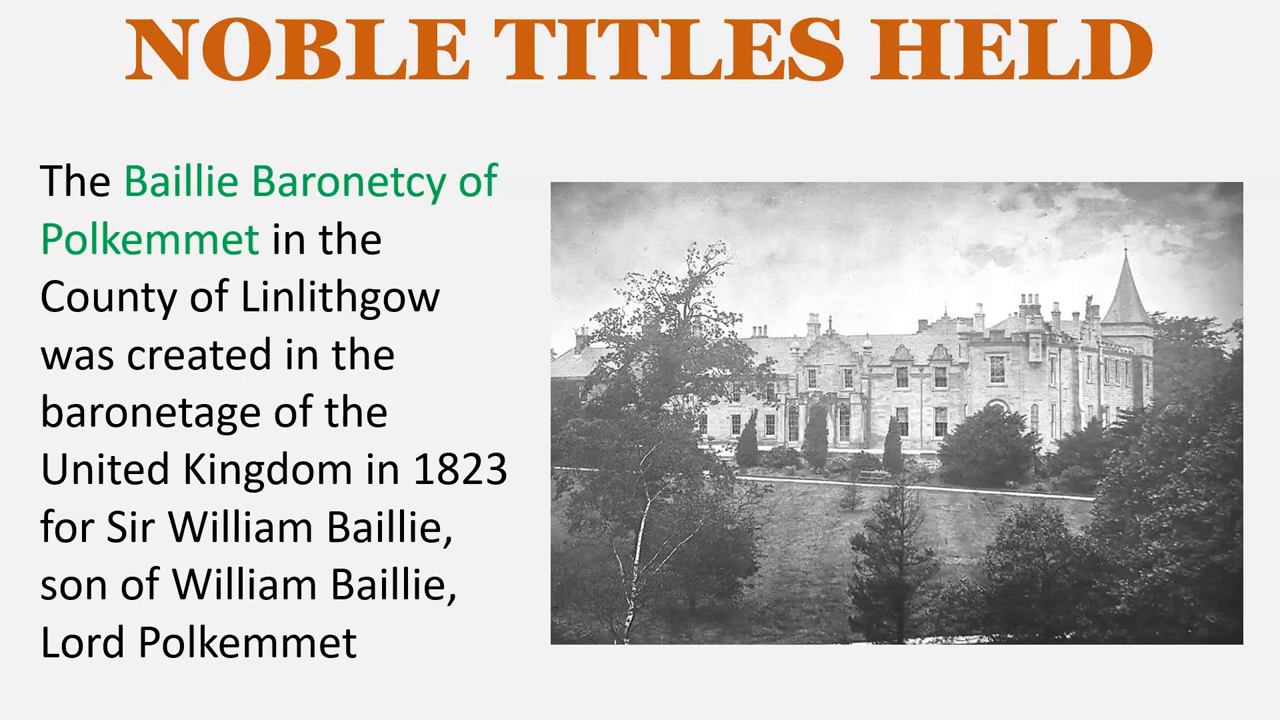 NOBLE TITLES HELD
The Baillie Baronetcy of
Polkemmet in the
County of Linlithgow
was created in the
baronetage of the
United Kingdom in 1823
for Sir William Baillie,
son of William Baillie,
Lord Polkemmet